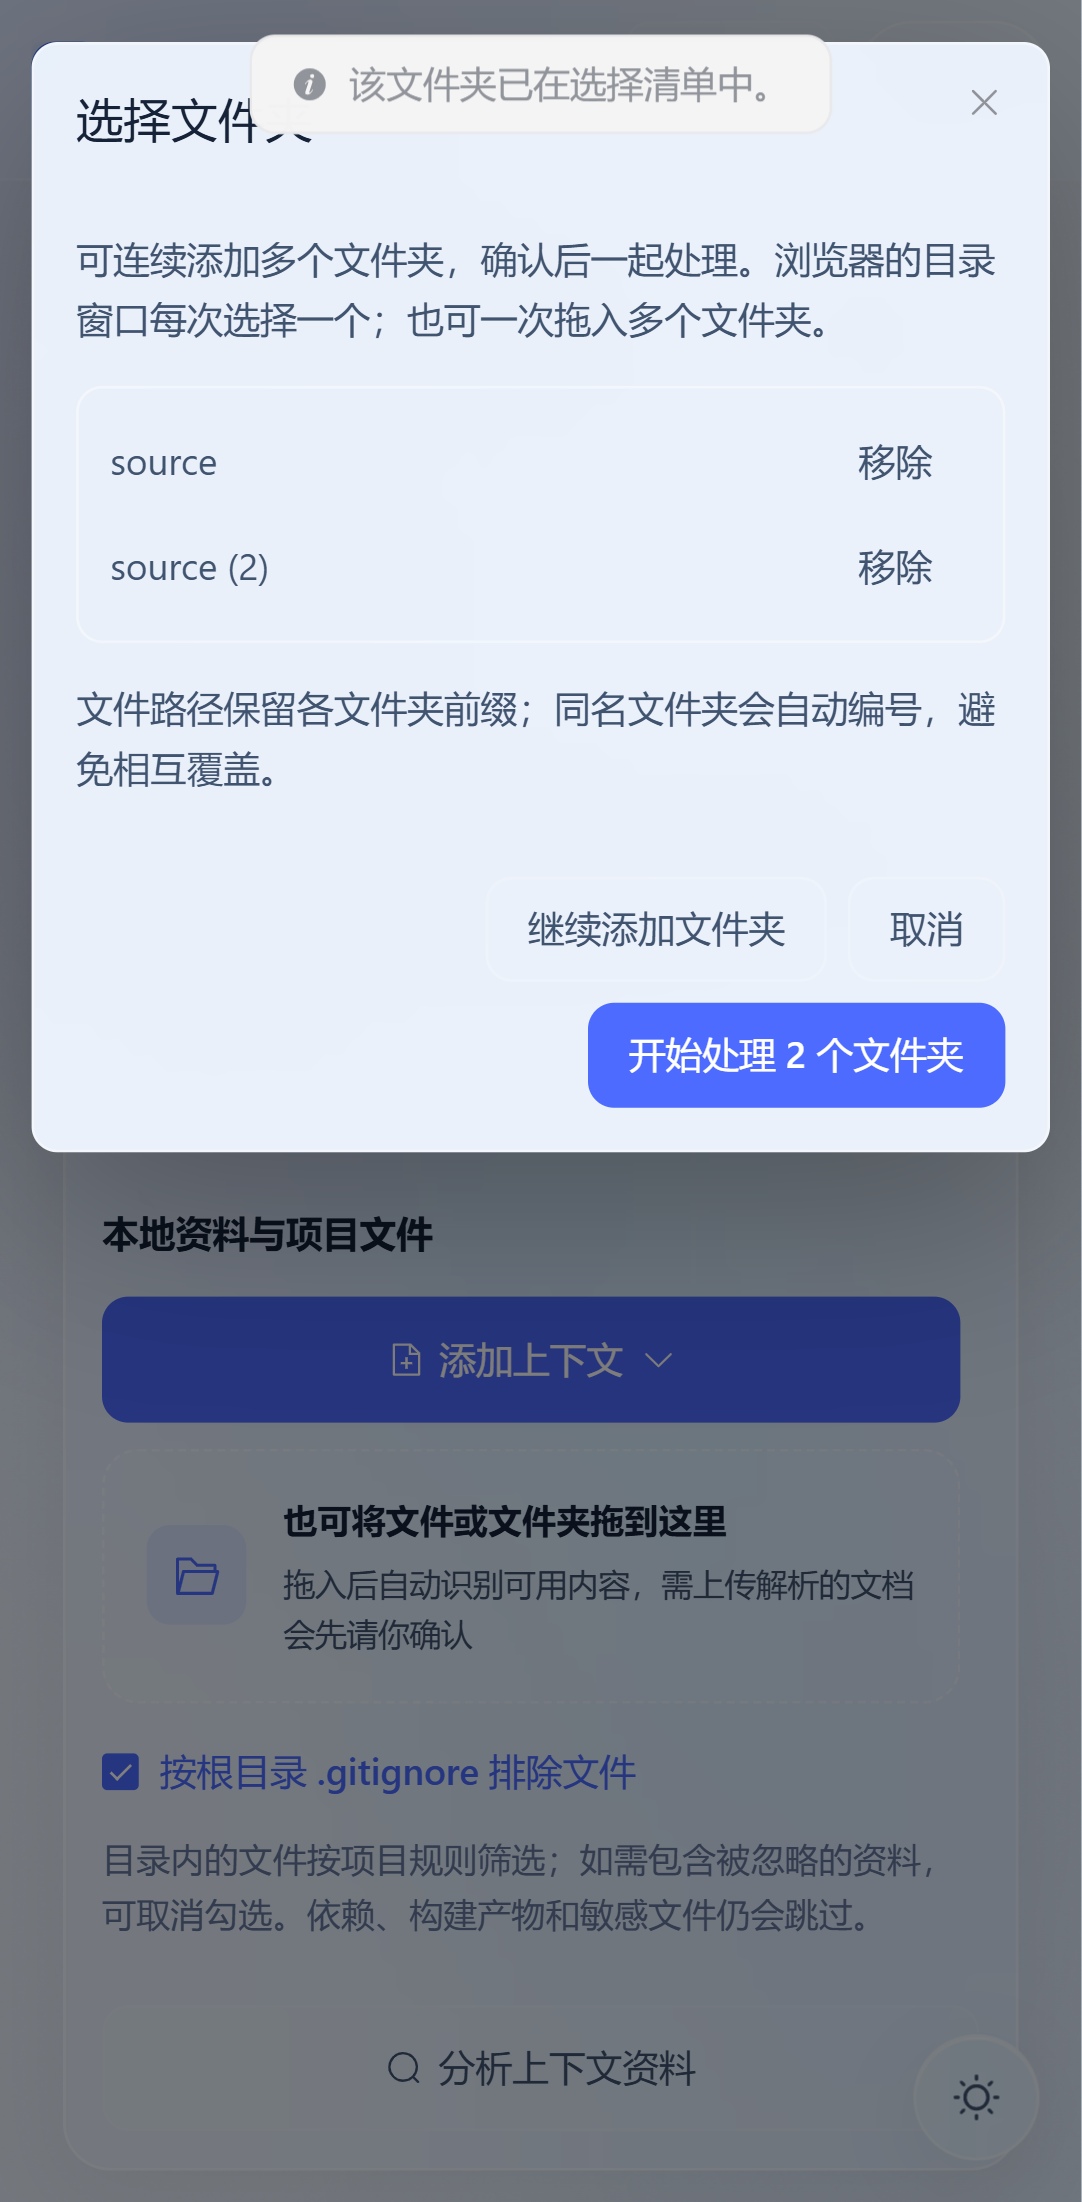 该文件夹已在选择清单中。
选择文件夹
可连续添加多个文件夹，确认后一起处理。浏览器的目录
窗口每次选择一个；也可一次拖入多个文件夹。
source 移除
source (2) 移除
文件路径保留各文件夹前缀；同名文件夹会自动编号，避
免相互覆盖。
继续添加文件夹 取消
开始处理 2 个文件夹
本地资料与项目文件
添加上下文
也可将文件或文件夹拖到这里
拖入后自动识别可用内容，需上传解析的文档
会先请你确认
按根目录 .gitignore 排除文件
目录内的文件按项目规则筛选；如需包含被忽略的资料，
可取消勾选。依赖、构建产物和敏感文件仍会跳过。
分析上下文资料